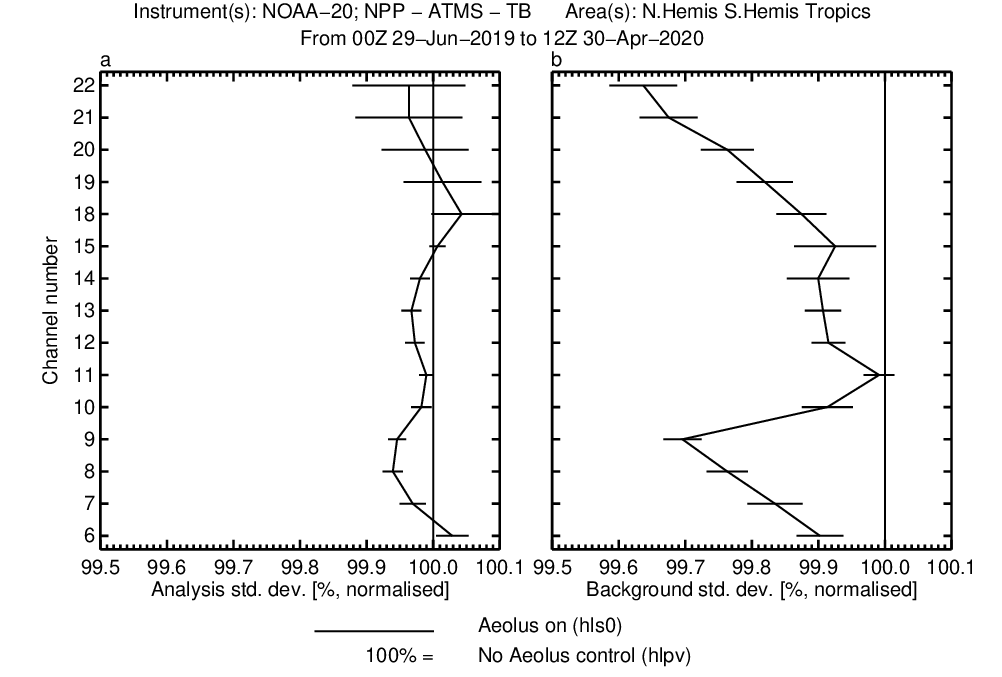 Instrument(s): NOAA−20; NPP − ATMS − TB Area(s): N.Hemis S.Hemis Tropics
From 00Z 29−Jun−2019 to 12Z 30−Apr−2020
a b
22
21
20
19
18
15
14
13
12
11
10
9
8
7
6
Channel number
99.5 99.6 99.7 99.8 99.9 100.0 100.1 99.5 99.6 99.7 99.8 99.9 100.0 100.1
Analysis std. dev. [%, normalised] Background std. dev. [%, normalised]
Aeolus on (hls0)
100% = No Aeolus control (hlpv)